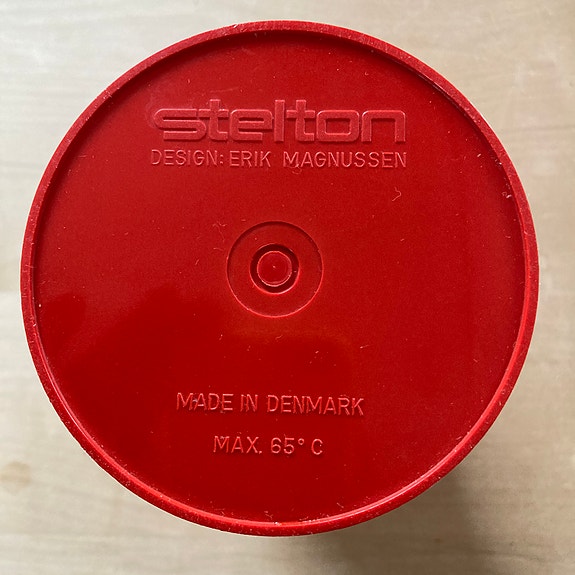 stelton
DESIGN: ERIK MAGNUSSEN
MADE IN DENMARK
MAX. 65° C